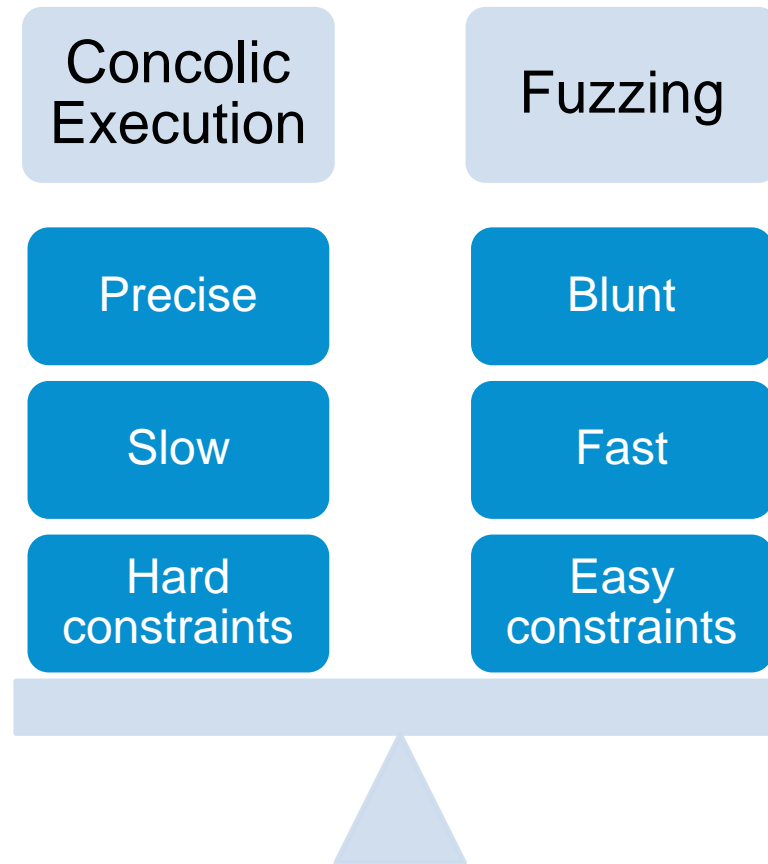 Concolic
Execution
Fuzzing
Precise
Blunt
Slow
Fast
Hard
constraints
Easy
constraints